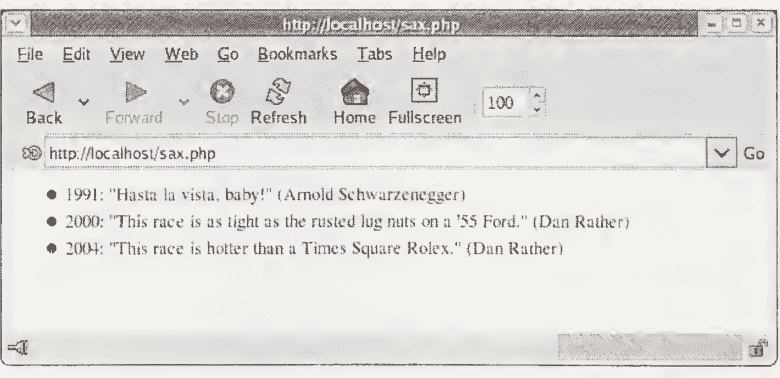 http://localhost/sax.php
File Edit View Web Go Bookmarks Tabs Help
Back Forward Stop Refresh Home Fullscreen 100
http://localhost/sax.php Go
• 1991: "Hasta la vista, baby!" (Arnold Schwarzenegger)
• 2000: "This race is as tight as the rusted lug nuts on a '55 Ford." (Dan Rather)
• 2004: "This race is hotter than a Times Square Rolex." (Dan Rather)